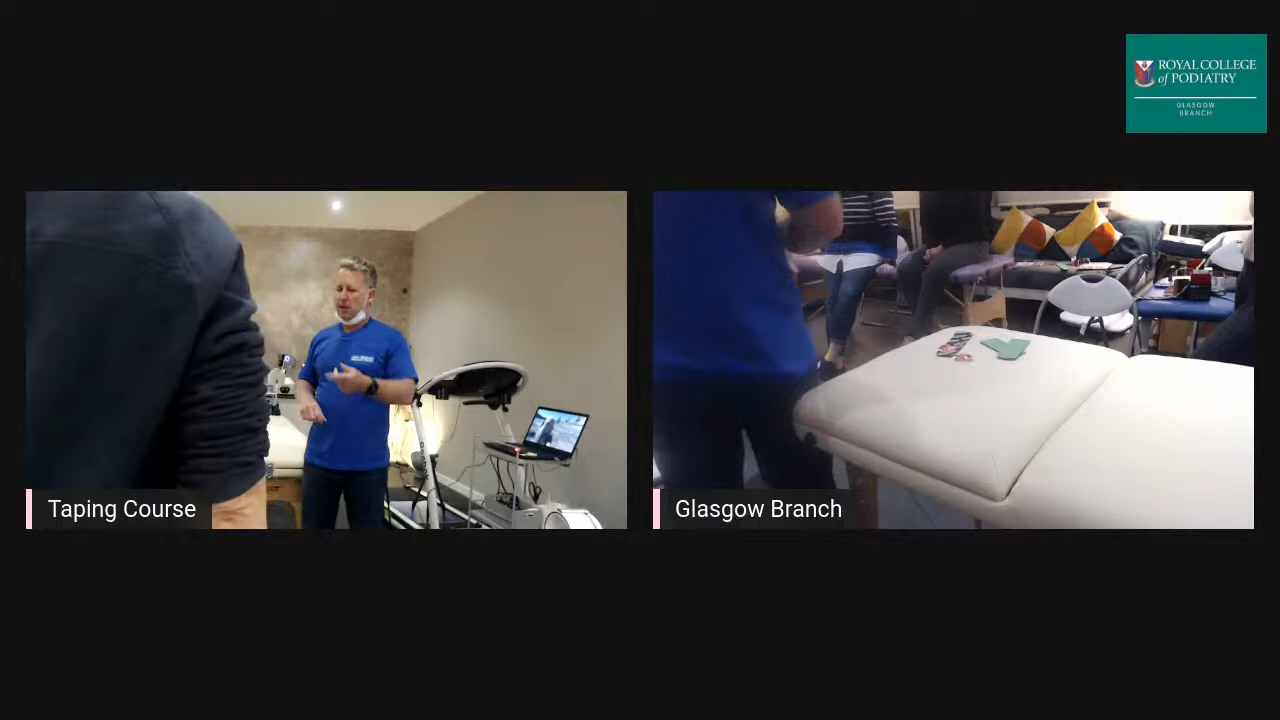 ROYAL COLLEGE
of PODIATRY
GLASGOW
BRANCH
Taping Course
Glasgow Branch